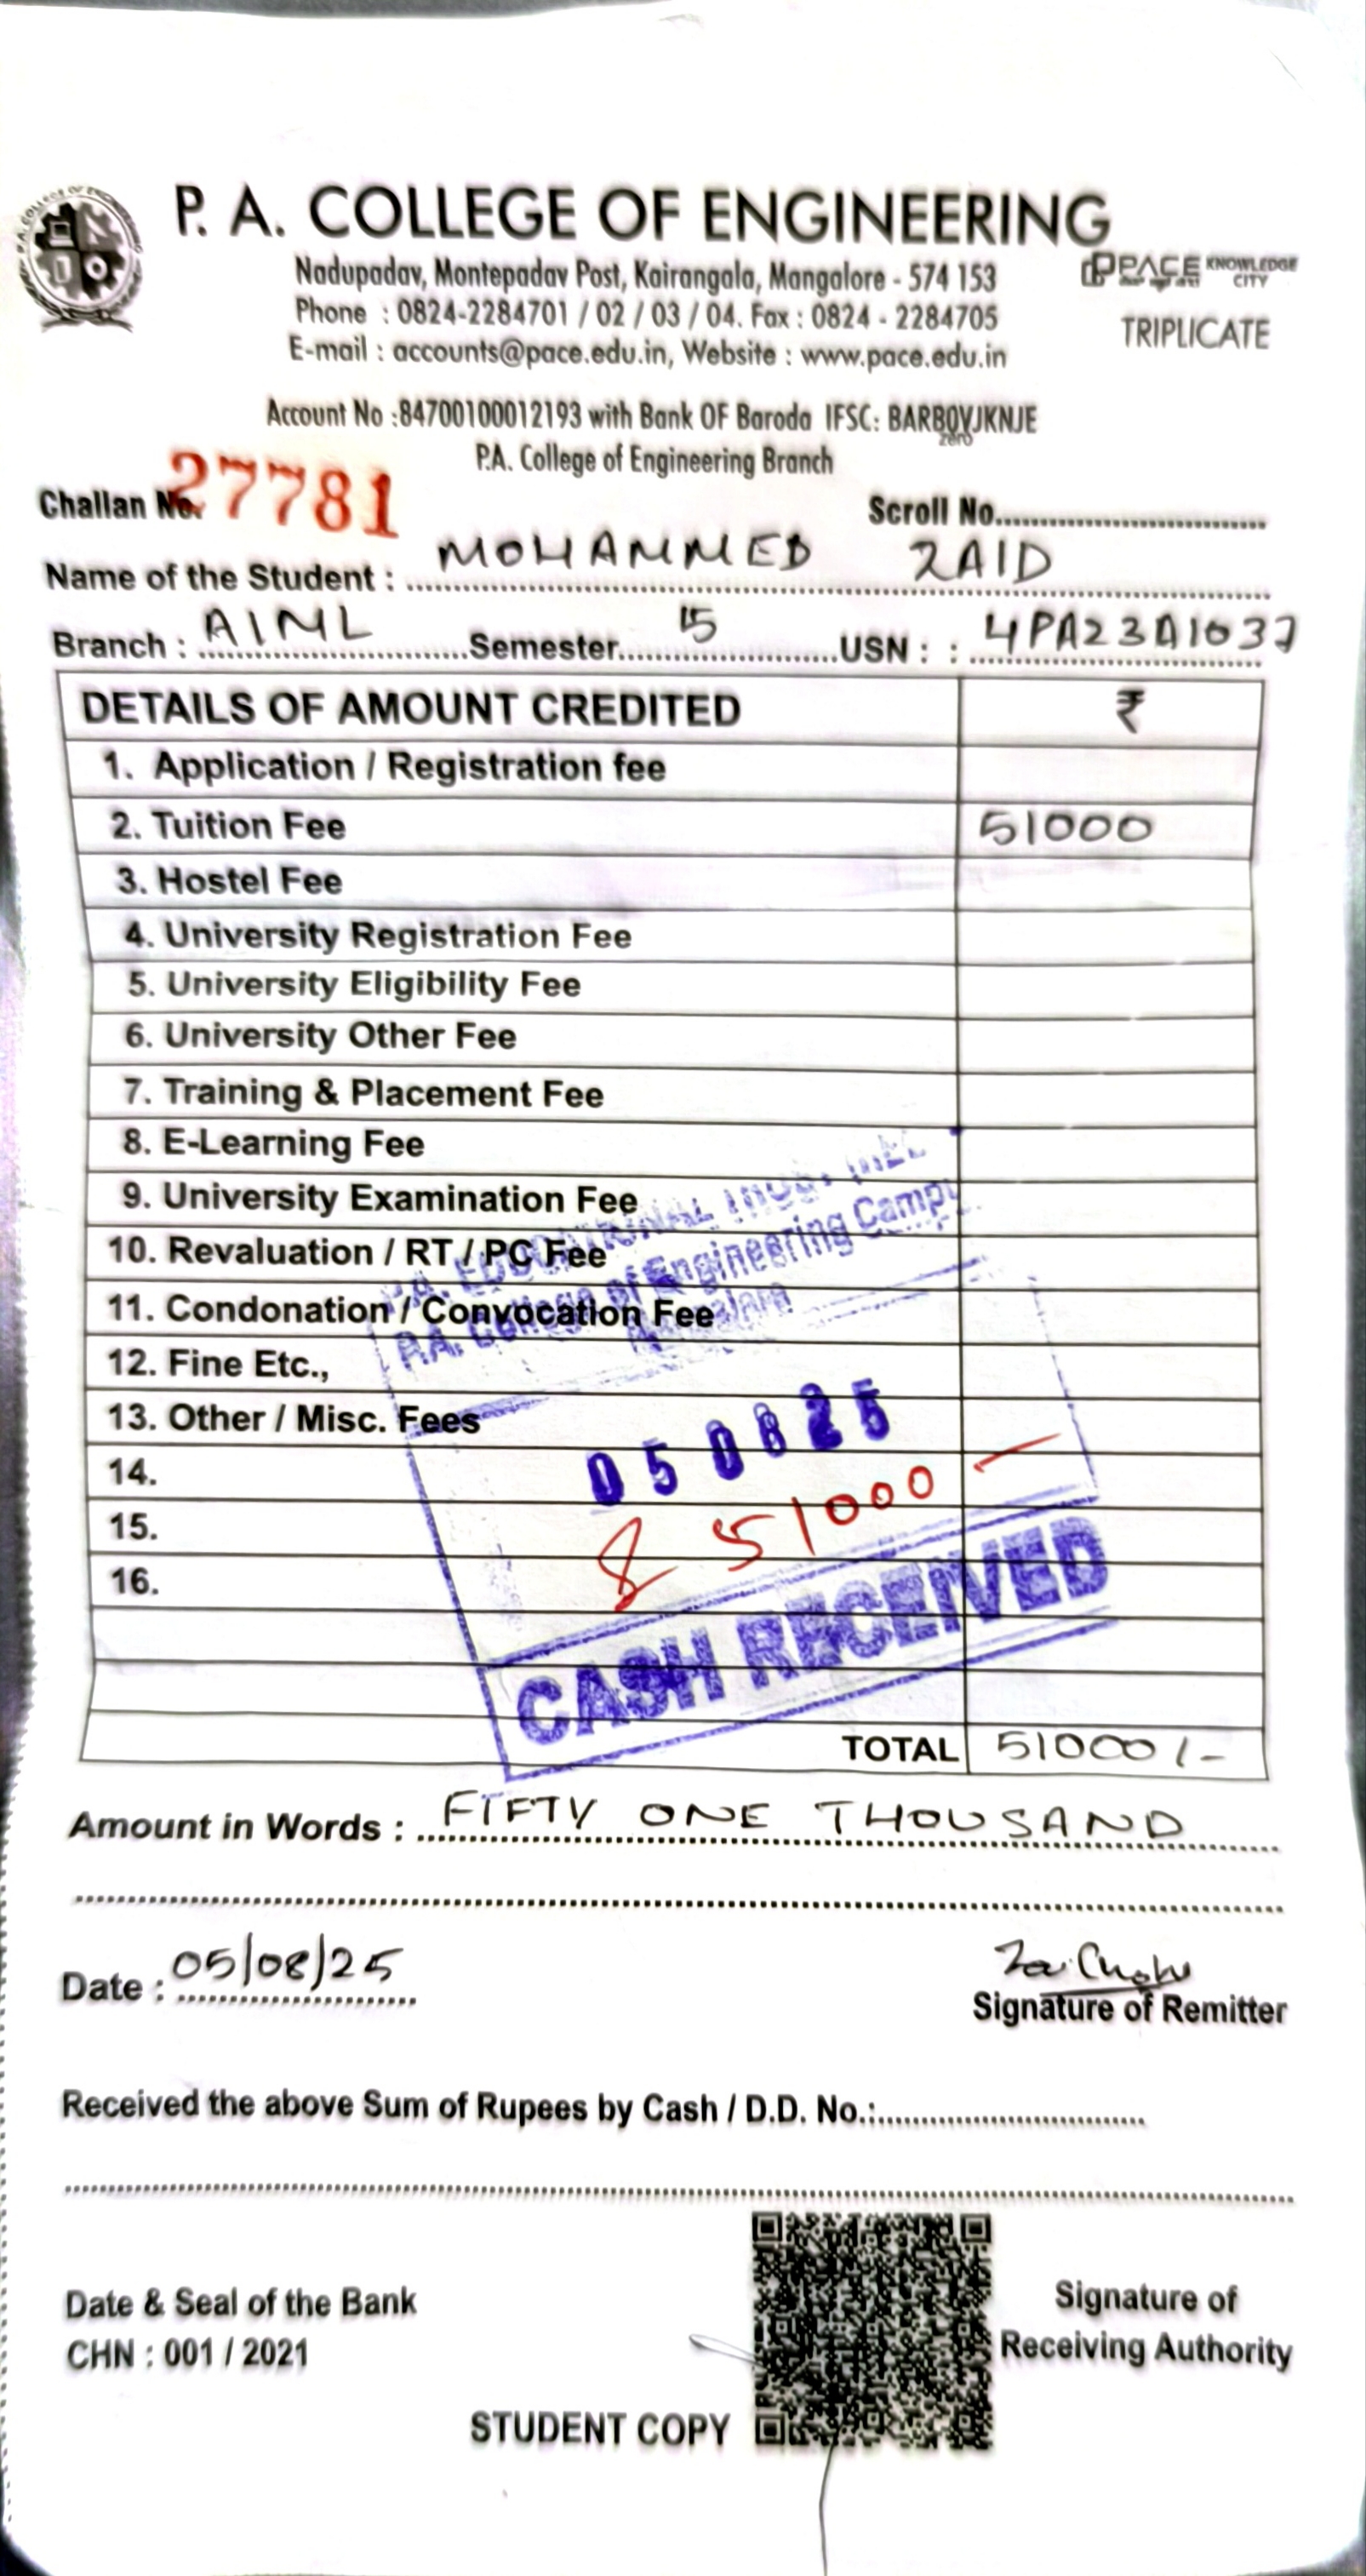 P. A. COLLEGE OF ENGINEERING
Nadupadav, Montepadav Post, Kairangala, Mangalore - 574 153
PACE KNOWLEDGE CITY
Phone : 0824-2284701 / 02 / 03 / 04. Fax : 0824 - 2284705
TRIPLICATE
E-mail : accounts@pace.edu.in, Website : www.pace.edu.in
Account No :84700100012193 with Bank OF Baroda IFSC: BARB0VJKNJE
zero
P.A. College of Engineering Branch
Challan No. 27781
Scroll No.
Name of the Student : MOHAMMED ZAID
Branch : AIML Semester 5 USN : : 4PA23AI037
DETAILS OF AMOUNT CREDITED ₹
1. Application / Registration fee
2. Tuition Fee 51000
3. Hostel Fee
4. University Registration Fee
5. University Eligibility Fee
6. University Other Fee
7. Training & Placement Fee
8. E-Learning Fee
9. University Examination Fee
10. Revaluation / RT / PC Fee
11. Condonation / Convocation Fee
12. Fine Etc.,
13. Other / Misc. Fees
14.
15.
16.
P.A. EDUCATIONAL
P.A. College of Engineering
050825
51000
CASH RECEIVED
TOTAL 51000/-
Amount in Words : FIFTY ONE THOUSAND
Date : 05/08/25
Signature of Remitter
Received the above Sum of Rupees by Cash / D.D. No.:
Date & Seal of the Bank
CHN : 001 / 2021
Signature of
Receiving Authority
STUDENT COPY